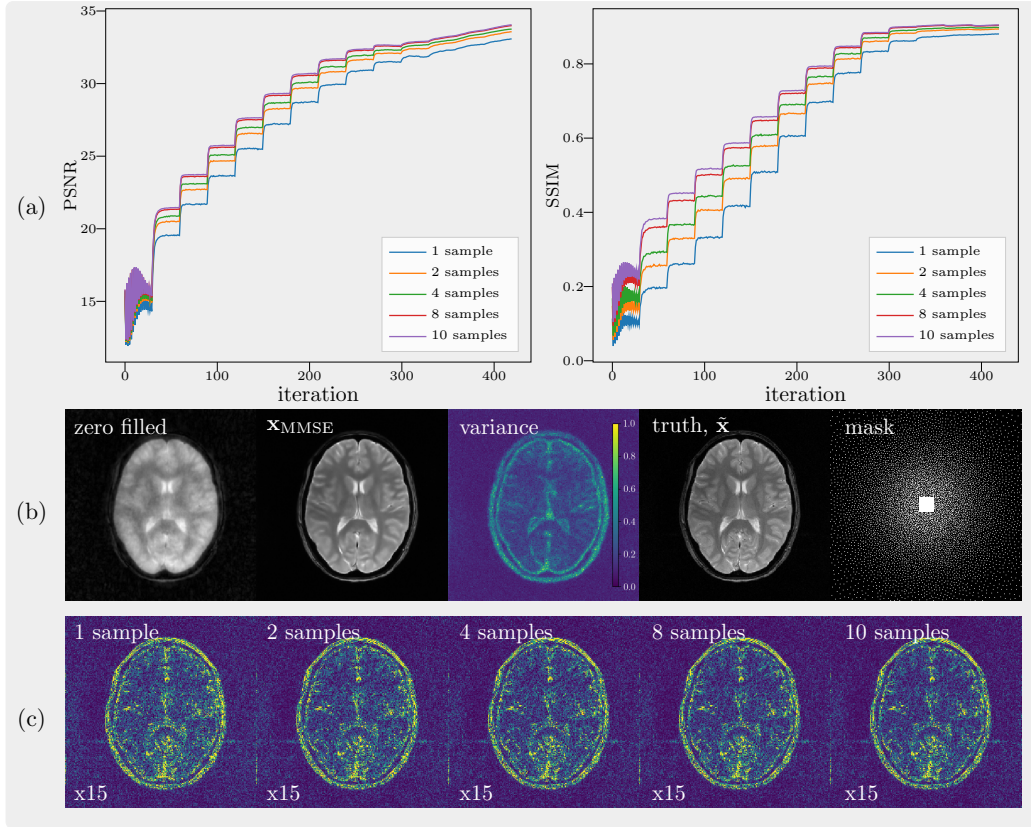 (a)
PSNR
35
30
25
20
15
0
100
200
300
400
iteration
1 sample
2 samples
4 samples
8 samples
10 samples
SSIM
0.8
0.6
0.4
0.2
0.0
0
100
200
300
400
iteration
1 sample
2 samples
4 samples
8 samples
10 samples
(b)
zero filled
x_MMSE
variance
1.0
0.8
0.6
0.4
0.2
0.0
truth, x̃
mask
(c)
1 sample
2 samples
4 samples
8 samples
10 samples
x15
x15
x15
x15
x15